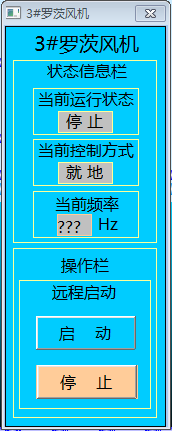 3#罗茨风机
3#罗茨风机
状态信息栏
当前运行状态
停 止
当前控制方式
就 地
当前频率
??? Hz
操作栏
远程启动
启 动
停 止